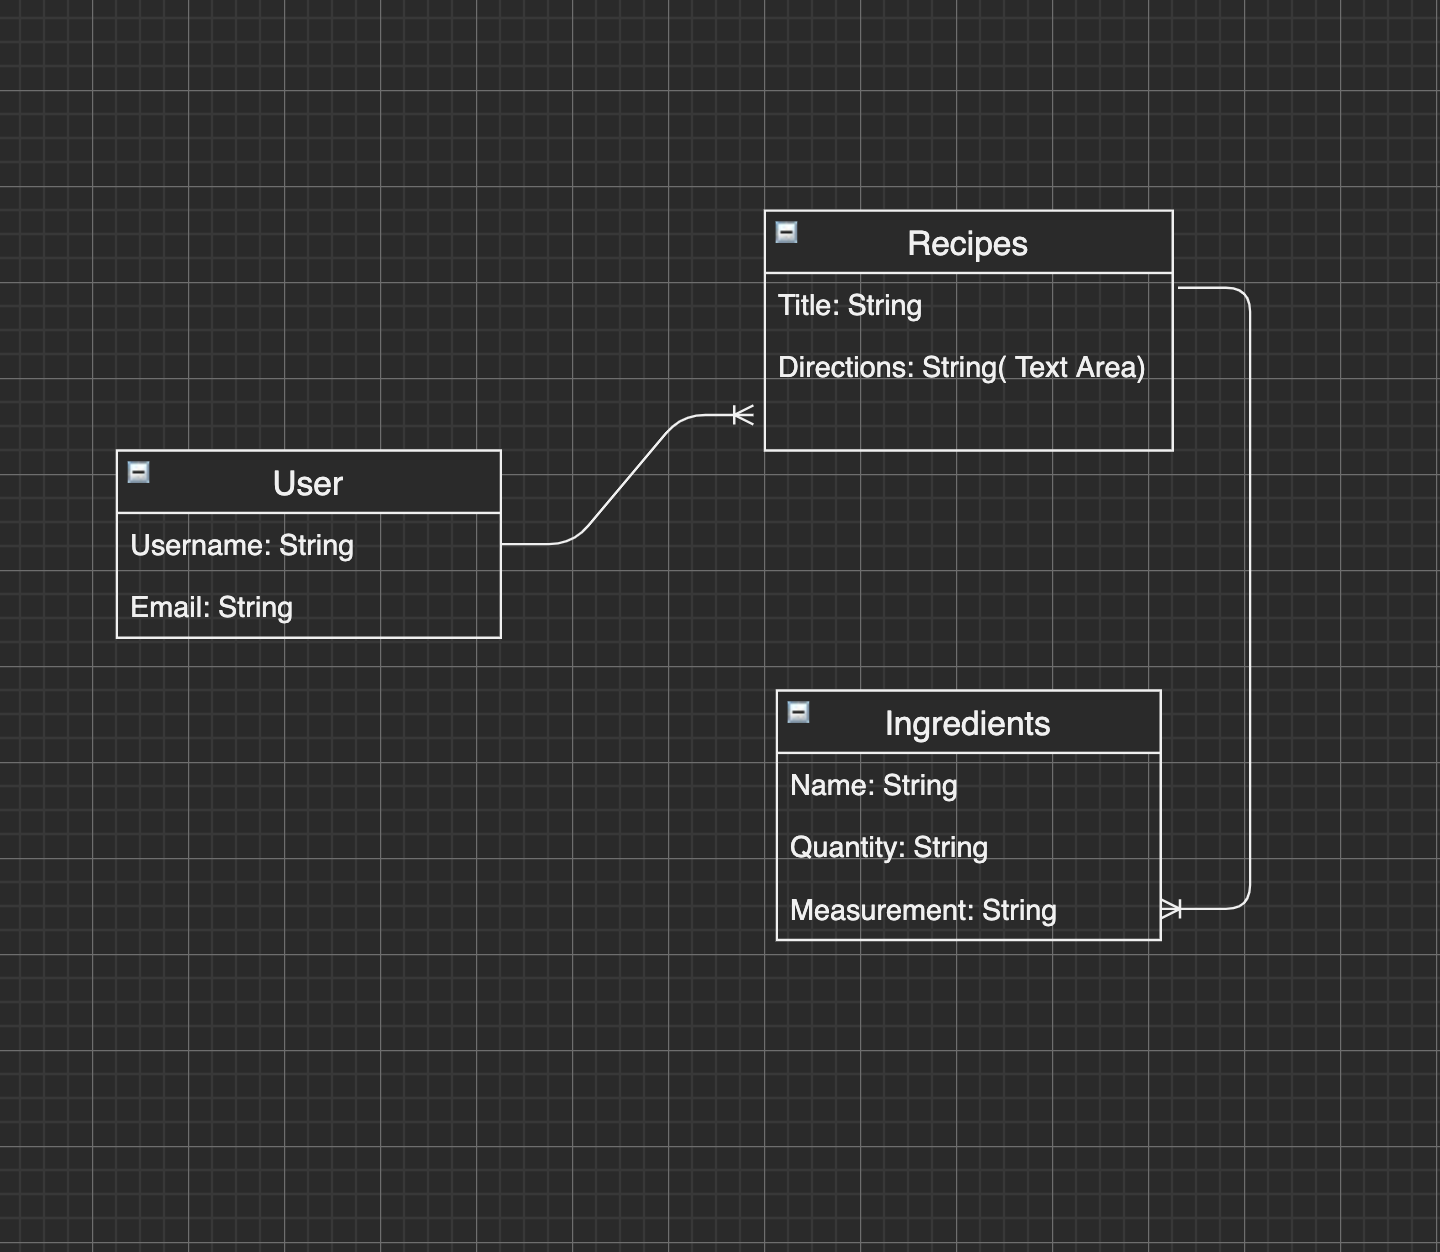 Recipes
Title: String
Directions: String( Text Area)
User
Username: String
Email: String
Ingredients
Name: String
Quantity: String
Measurement: String